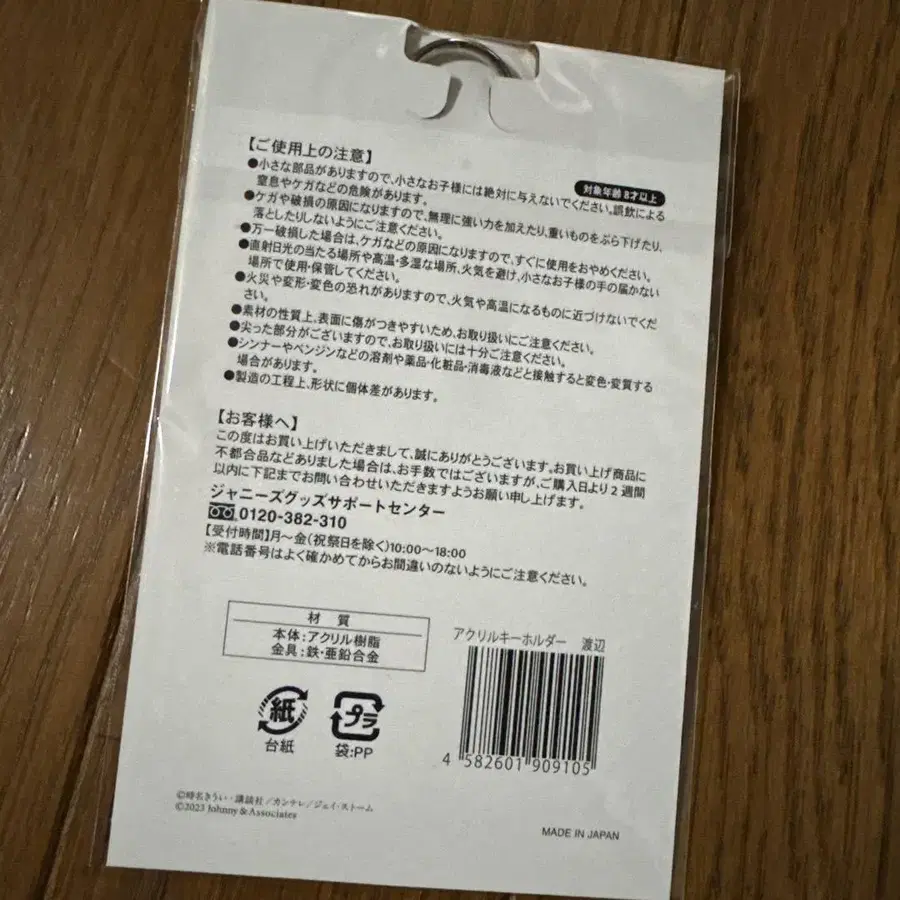 【ご使用上の注意】
対象年齢 8才以上
●小さな部品がありますので、小さなお子様には絶対に与えないでください。誤飲による
窒息やケガなどの危険があります。
●ケガや破損の原因になりますので、無理に強い力を加えたり、重いものをぶら下げたり、
落としたりしないようにご注意ください。
●万一破損した場合は、ケガなどの原因になりますので、すぐに使用をおやめください。
●直射日光の当たる場所や高温・多湿な場所、火気を避け、小さなお子様の手の届かない
場所で使用・保管してください。
●火災や変形・変色の恐れがありますので、火気や高温になるものに近づけないでくだ
さい。
●素材の性質上、表面に傷がつきやすいため、お取り扱いにご注意ください。
●尖った部分がございますので、お取り扱いには十分ご注意ください。
●シンナーやベンジンなどの溶剤や薬品・化粧品・消毒液などと接触すると変色・変質する
場合があります。
●製造の工程上、形状に個体差があります。
【お客様へ】
この度はお買い上げいただきまして、誠にありがとうございます。お買い上げ商品に
不都合品などありました場合は、お手数ではございますが、ご購入日より2週間
以内に下記までお問い合わせいただきますようお願い申し上げます。
ジャニーズグッズサポートセンター
0120-382-310
【受付時間】月〜金(祝祭日を除く)10:00〜18:00
※電話番号はよく確かめてからお間違いのないようにご注意ください。
材 質
本体:アクリル樹脂
金具:鉄・亜鉛合金
アクリルキーホルダー 渡辺
紙
台紙
プラ
袋:PP
4 582601 909105
©時名きうい・講談社/カンテレ/ジェイ・ストーム
©2023 Johnny & Associates
MADE IN JAPAN